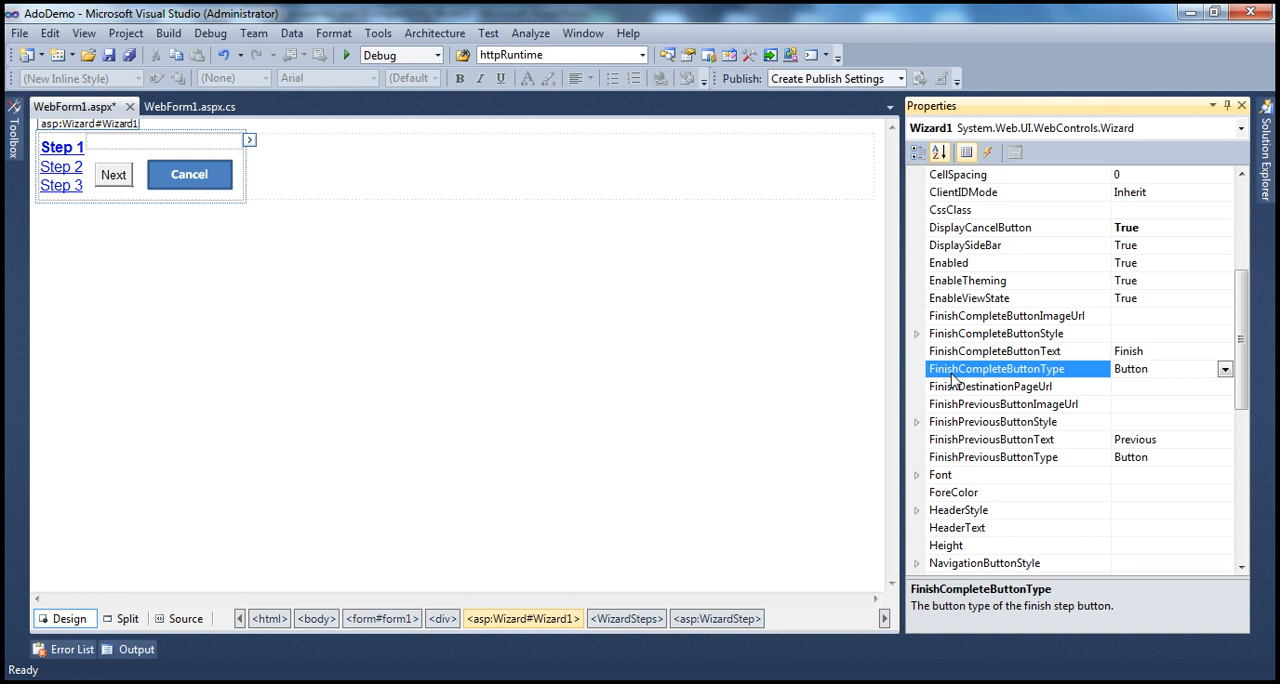 AdoDemo - Microsoft Visual Studio (Administrator)
File Edit View Project Build Debug Team Data Format Tools Architecture Test Analyze Window Help
Debug httpRuntime
(New Inline Style) (None) Arial (Default B I U A Publish: Create Publish Settings
WebForm1.aspx* WebForm1.aspx.cs
asp:Wizard#Wizard1
Toolbox
Step 1
Step 2
Step 3
Next Cancel
Properties
Wizard1 System.Web.UI.WebControls.Wizard
CellSpacing 0
ClientIDMode Inherit
CssClass
DisplayCancelButton True
DisplaySideBar True
Enabled True
EnableTheming True
EnableViewState True
FinishCompleteButtonImageUrl
FinishCompleteButtonStyle
FinishCompleteButtonText Finish
FinishCompleteButtonType Button
FinishDestinationPageUrl
FinishPreviousButtonImageUrl
FinishPreviousButtonStyle
FinishPreviousButtonText Previous
FinishPreviousButtonType Button
Font
ForeColor
HeaderStyle
HeaderText
Height
NavigationButtonStyle
FinishCompleteButtonType
The button type of the finish step button.
Solution Explorer
Design Split Source <html> <body> <form#form1> <div> <asp:Wizard#Wizard1> <WizardSteps> <asp:WizardStep>
Error List Output
Ready